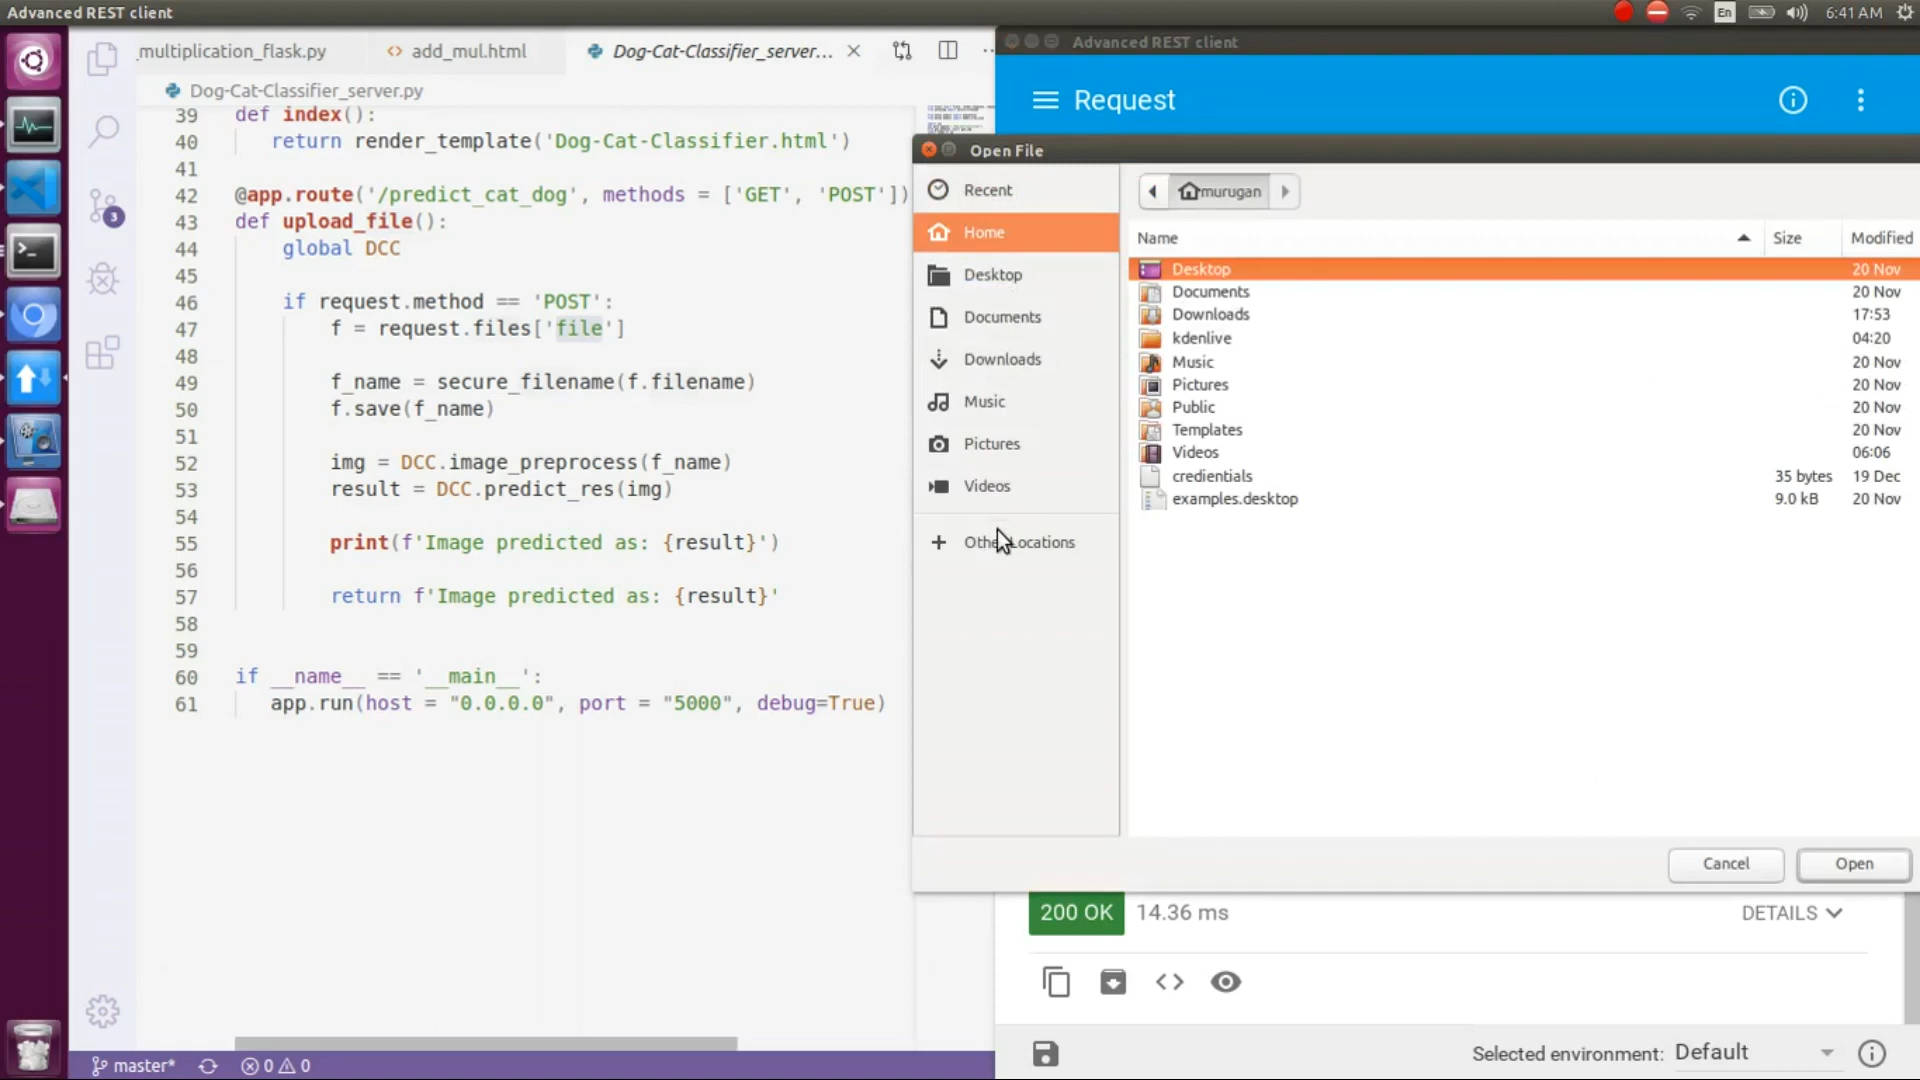 Advanced REST client
En
6:41 AM
multiplication_flask.py
add_mul.html
Dog-Cat-Classifier_server...
Dog-Cat-Classifier_server.py
39 def index():
40 return render_template('Dog-Cat-Classifier.html')
41
42 @app.route('/predict_cat_dog', methods = ['GET', 'POST'])
43 def upload_file():
44 global DCC
45
46 if request.method == 'POST':
47 f = request.files['file']
48
49 f_name = secure_filename(f.filename)
50 f.save(f_name)
51
52 img = DCC.image_preprocess(f_name)
53 result = DCC.predict_res(img)
54
55 print(f'Image predicted as: {result}')
56
57 return f'Image predicted as: {result}'
58
59
60 if __name__ == '__main__':
61 app.run(host = "0.0.0.0", port = "5000", debug=True)
3
master*
0
0
Advanced REST client
Request
Open File
Recent
Home
Desktop
Documents
Downloads
Music
Pictures
Videos
+ Other Locations
murugan
Name Size Modified
Desktop 20 Nov
Documents 20 Nov
Downloads 17:53
kdenlive 04:20
Music 20 Nov
Pictures 20 Nov
Public 20 Nov
Templates 20 Nov
Videos 06:06
credentials 35 bytes 19 Dec
examples.desktop 9.0 kB 20 Nov
Cancel
Open
200 OK 14.36 ms
DETAILS
Selected environment: Default